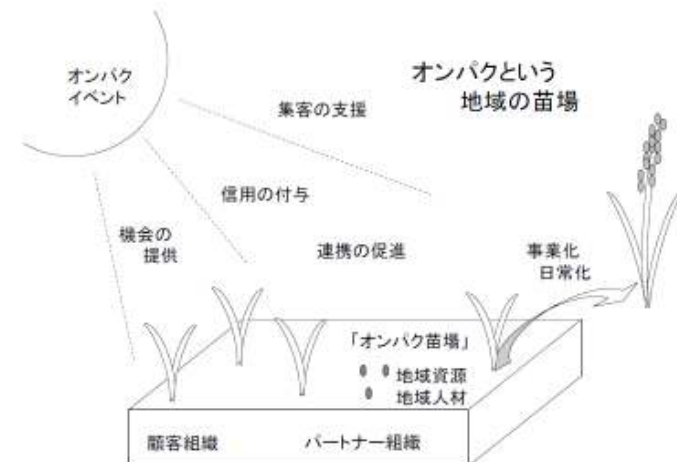 オンパク
イベント
オンパクという
地域の苗場
集客の支援
信用の付与
機会の
提供
連携の促進
事業化
日常化
「オンパク苗場」
地域資源
地域人材
顧客組織
パートナー組織